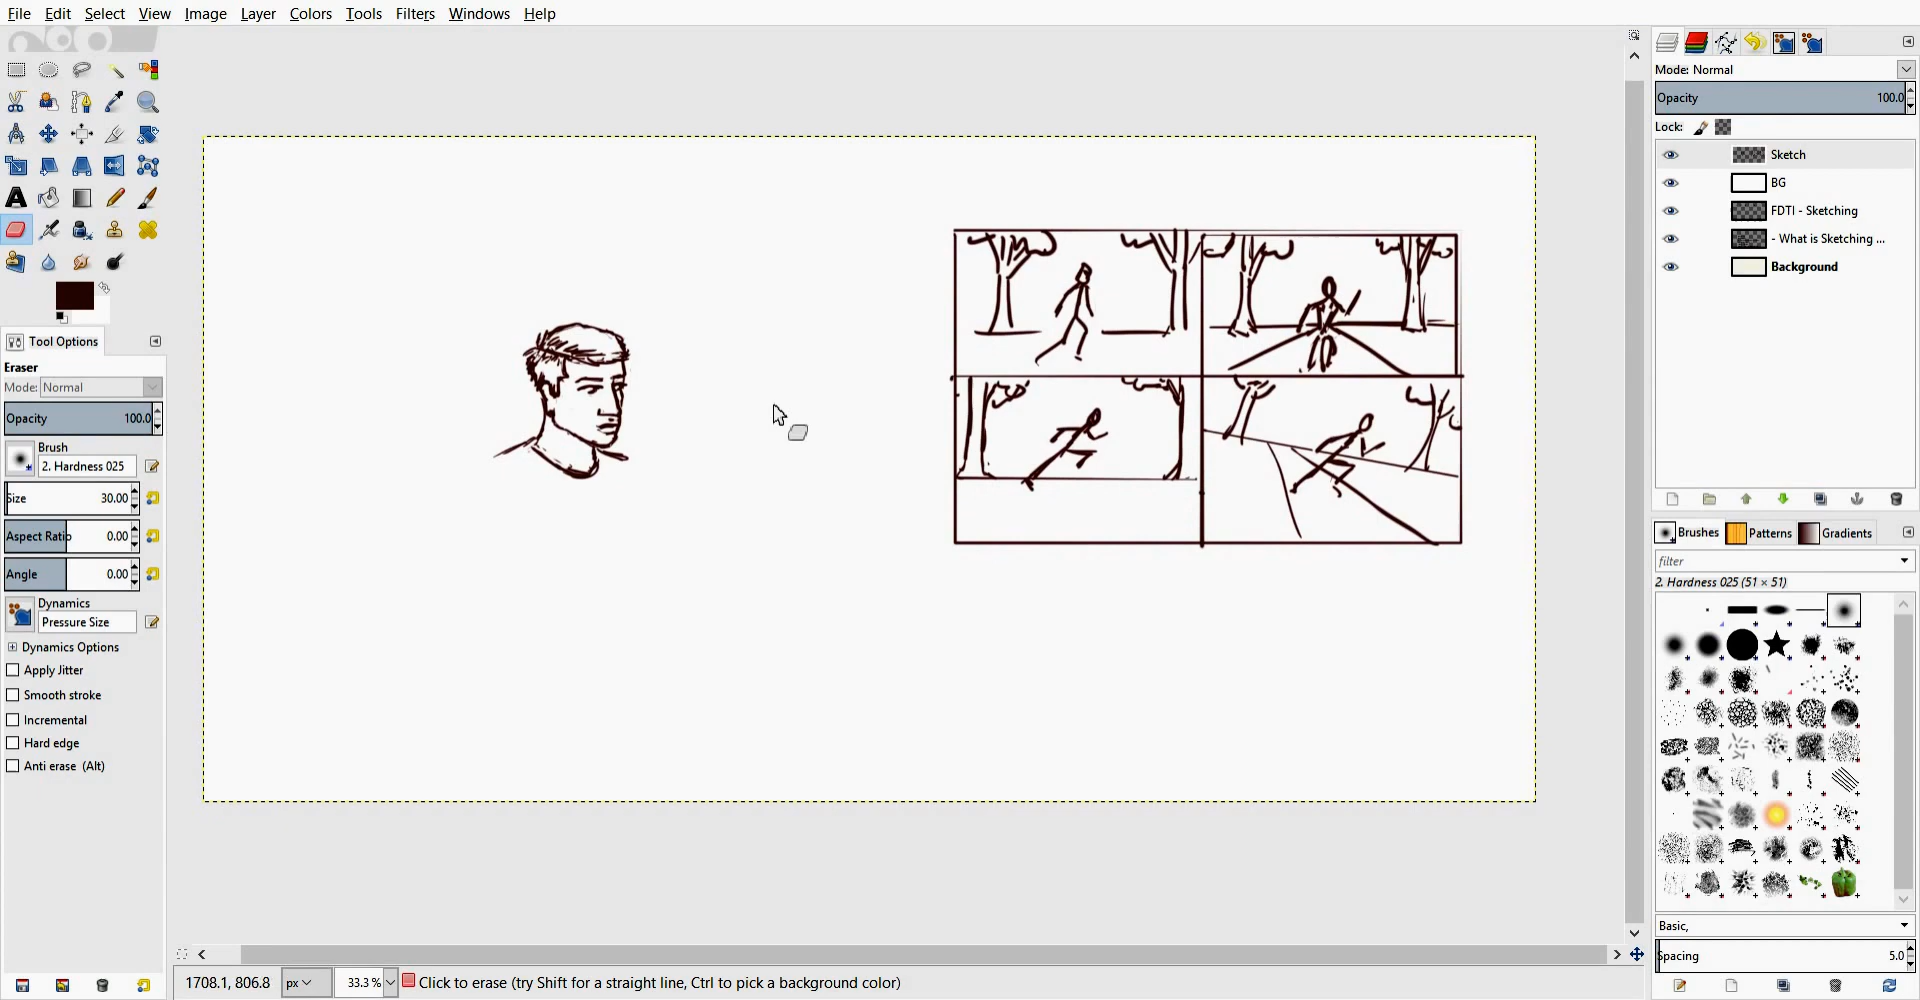 File Edit Select View Image Layer Colors Tools Filters Windows Help
Mode: Normal
Opacity 100.0
Lock:
Sketch
BG
FDTI - Sketching
- What is Sketching ...
Background
Tool Options
Eraser
Mode: Normal
Opacity 100.0
Brush
2. Hardness 025
Size 30.00
Aspect Ratio 0.00
Angle 0.00
Dynamics
Pressure Size
Dynamics Options
Apply Jitter
Smooth stroke
Incremental
Hard edge
Anti erase (Alt)
Brushes Patterns Gradients
filter
2. Hardness 025 (51 × 51)
Basic,
Spacing 5.0
1708.1, 806.8 px 33.3 % Click to erase (try Shift for a straight line, Ctrl to pick a background color)